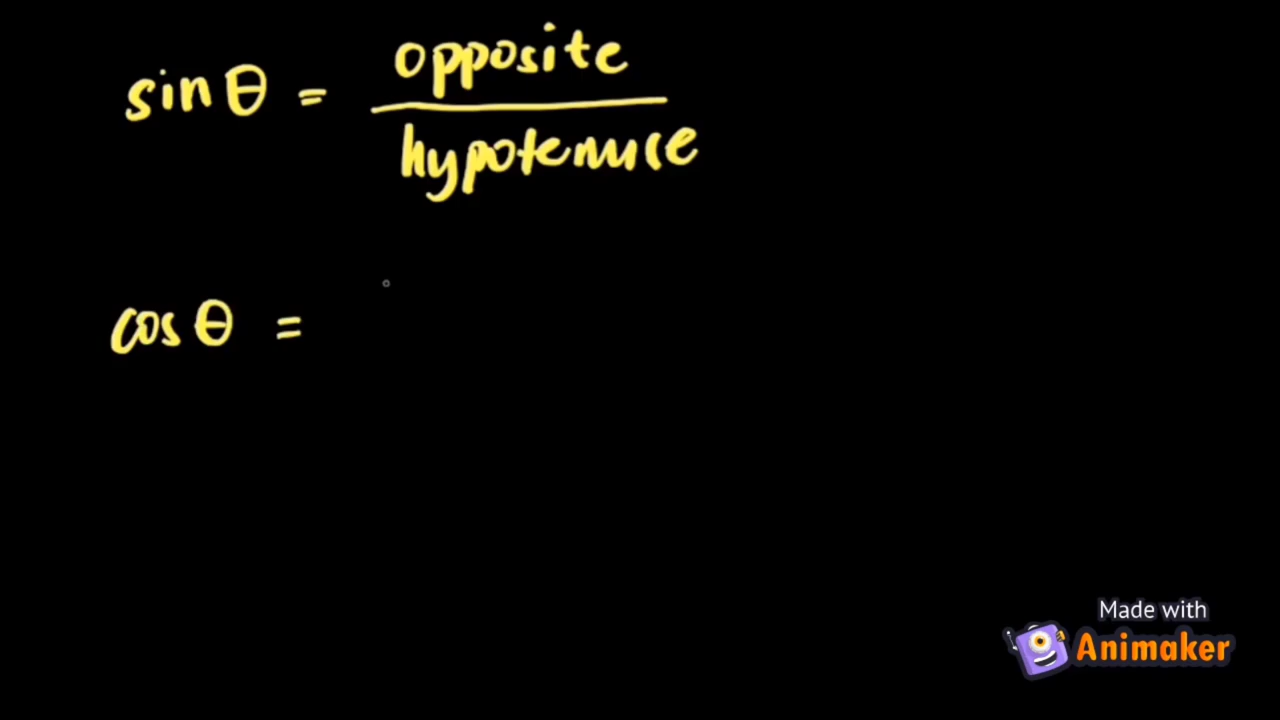 sin θ = opposite
hypotenuse
cos θ =
Made with
Animaker